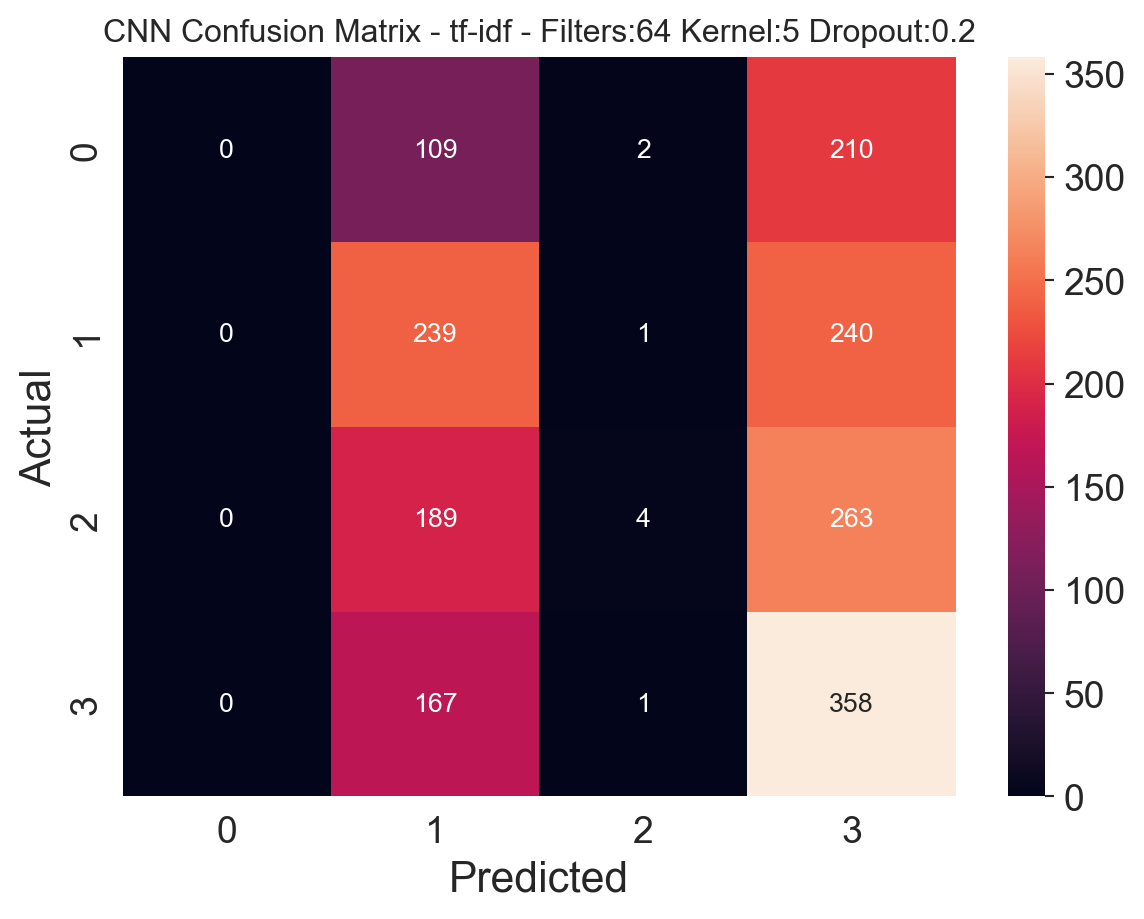 CNN Confusion Matrix - tf-idf - Filters:64 Kernel:5 Dropout:0.2
Actual
0
0 109 2 210
1
0 239 1 240
2
0 189 4 263
3
0 167 1 358
0 1 2 3
Predicted
350
300
250
200
150
100
50
0